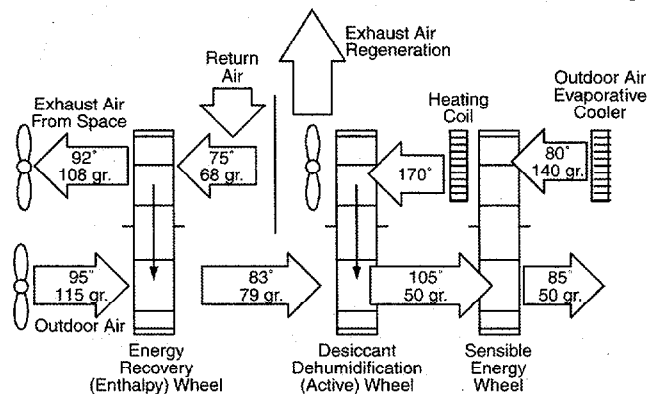 Exhaust Air
Regeneration
Return
Air
Exhaust Air
From Space
Heating
Coil
Outdoor Air
Evaporative
Cooler
92°
108 gr.
75°
68 gr.
170°
80°
140 gr.
95°
115 gr.
83°
79 gr.
105°
50 gr.
85°
50 gr.
Outdoor Air
Energy
Recovery
(Enthalpy) Wheel
Desiccant
Dehumidification
(Active) Wheel
Sensible
Energy
Wheel